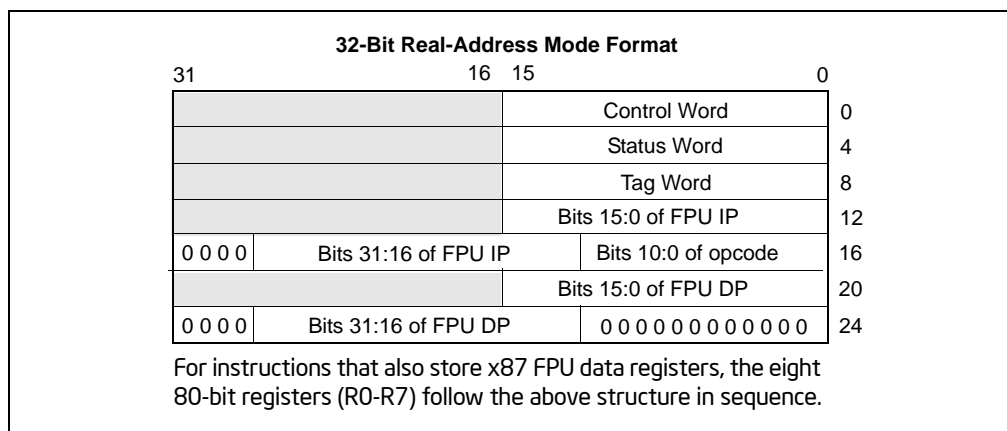 32-Bit Real-Address Mode Format
31 16 15 0
Control Word 0
Status Word 4
Tag Word 8
Bits 15:0 of FPU IP 12
0 0 0 0 Bits 31:16 of FPU IP Bits 10:0 of opcode 16
Bits 15:0 of FPU DP 20
0 0 0 0 Bits 31:16 of FPU DP 0 0 0 0 0 0 0 0 0 0 0 0 24
For instructions that also store x87 FPU data registers, the eight
80-bit registers (R0-R7) follow the above structure in sequence.